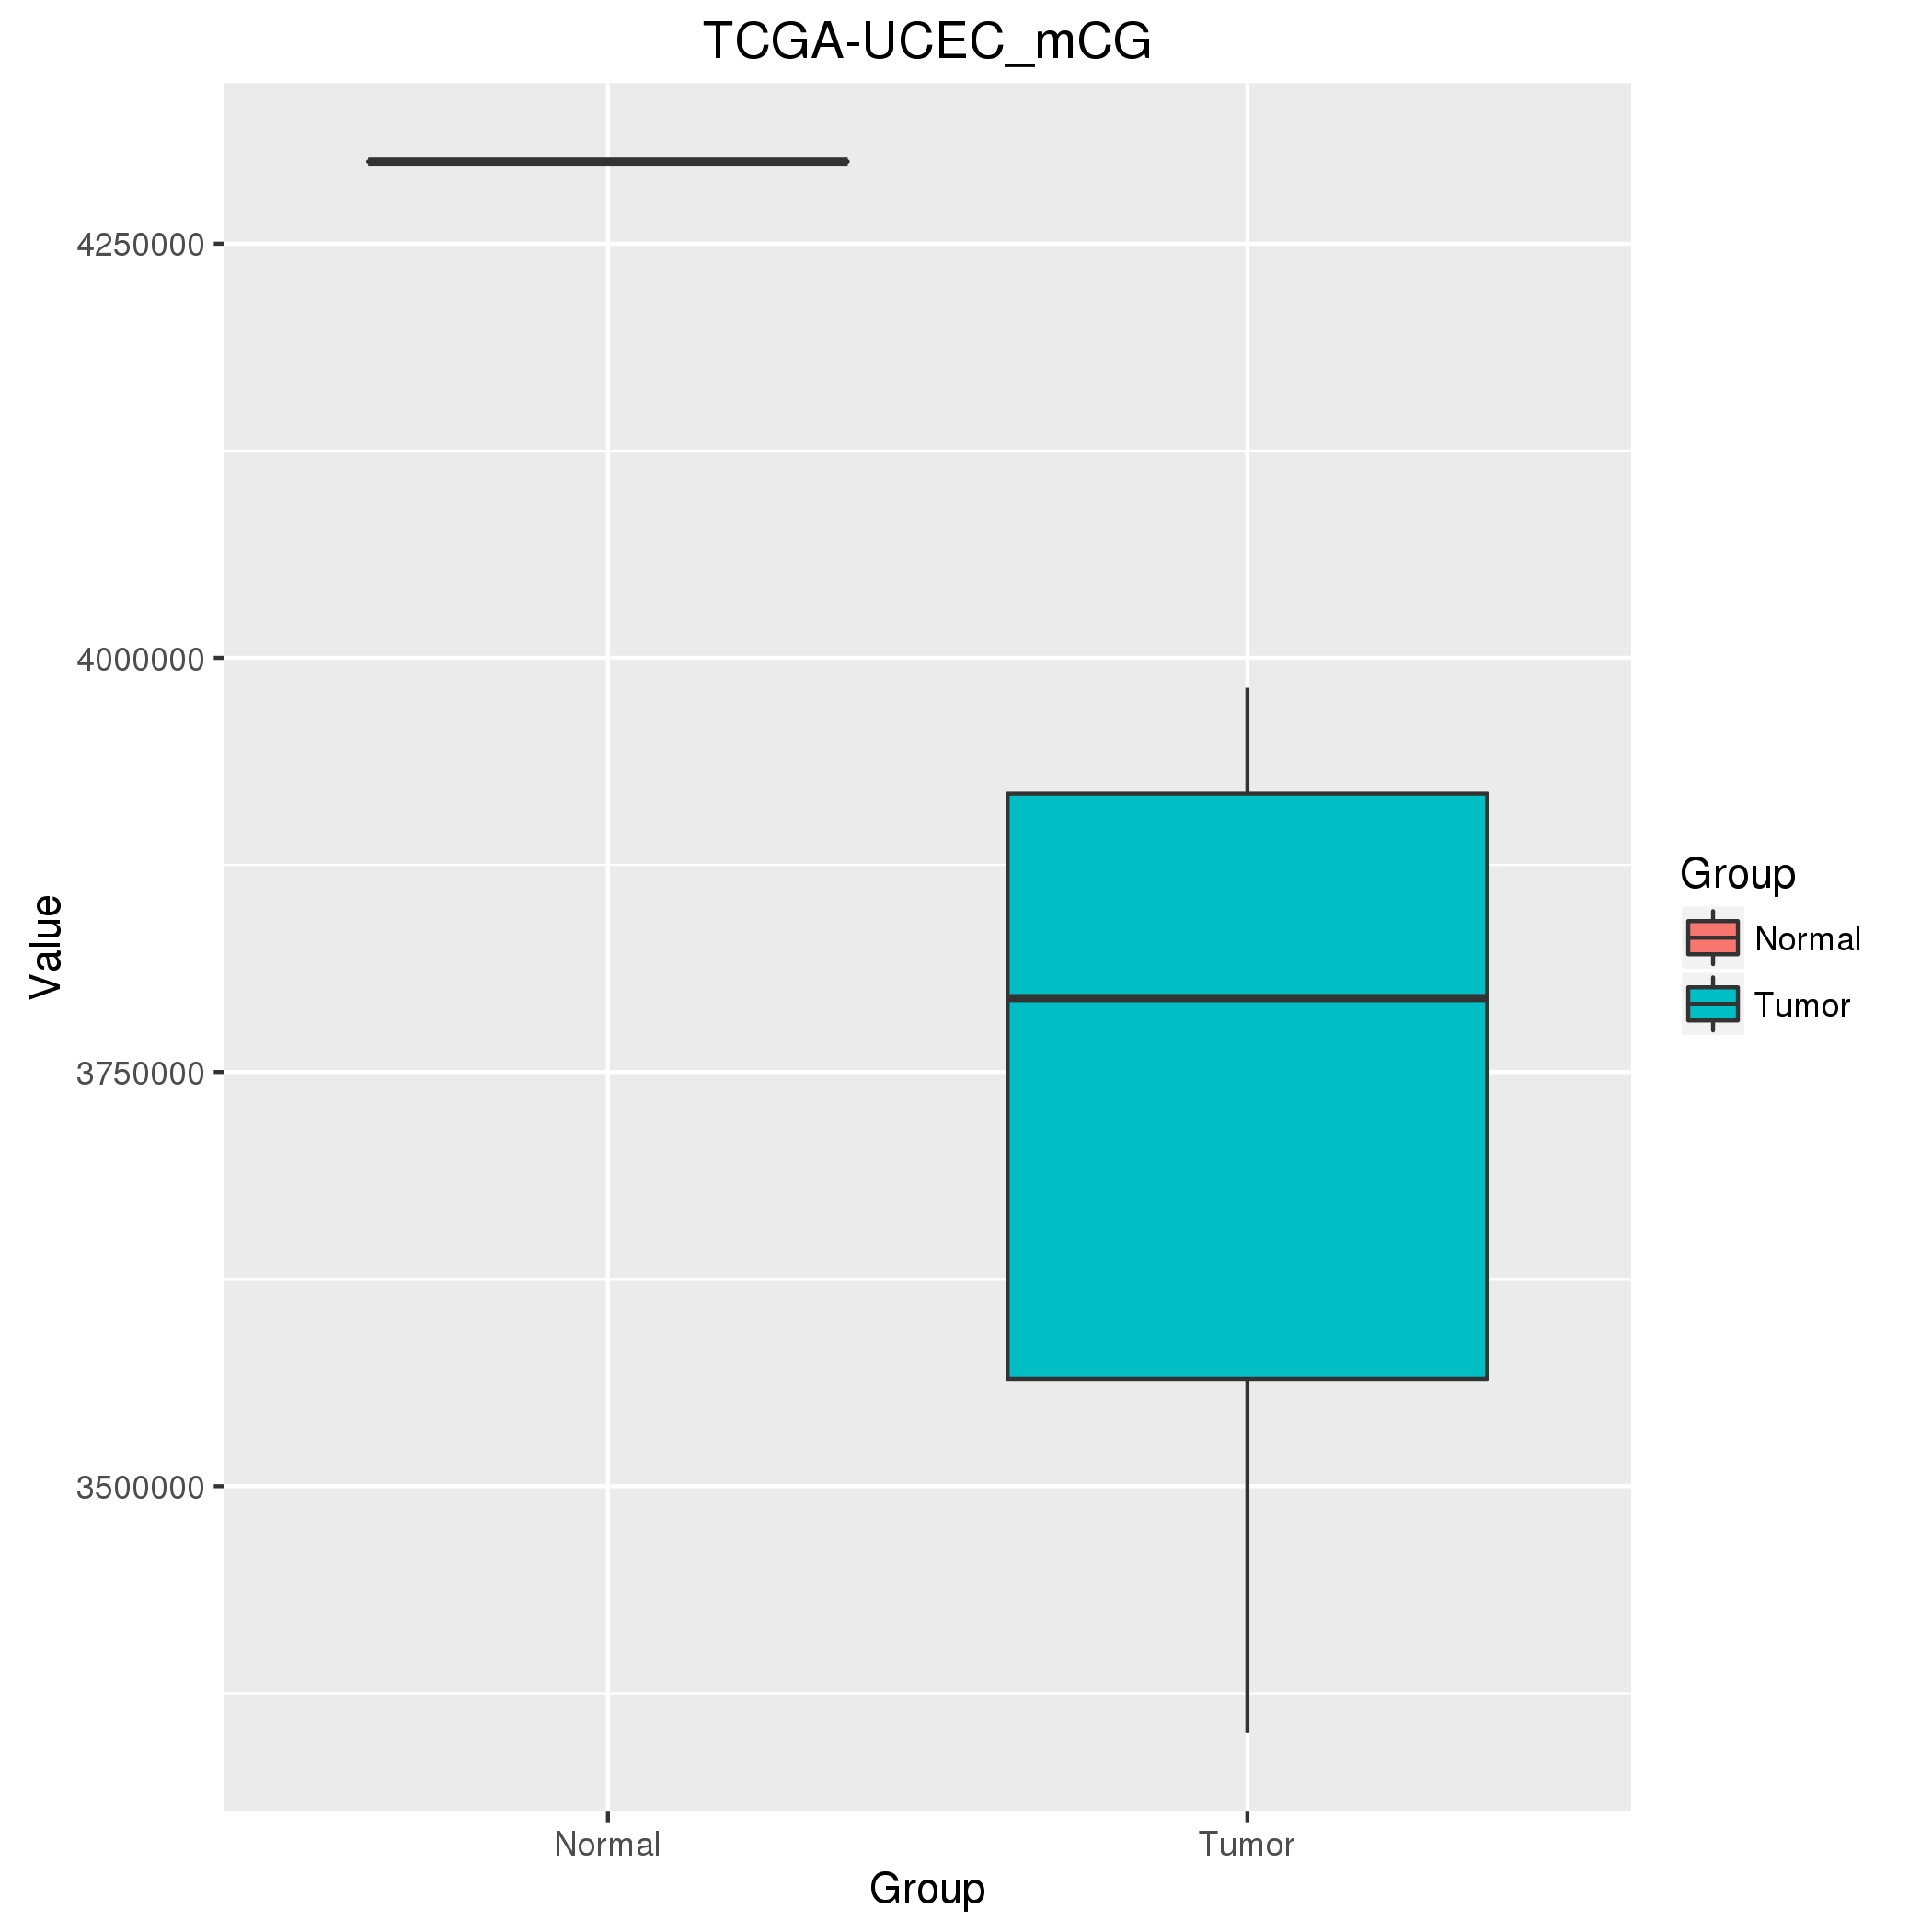 TCGA-UCEC_mCG
Value
4250000
4000000
3750000
3500000
Normal
Tumor
Group
Group
Normal
Tumor